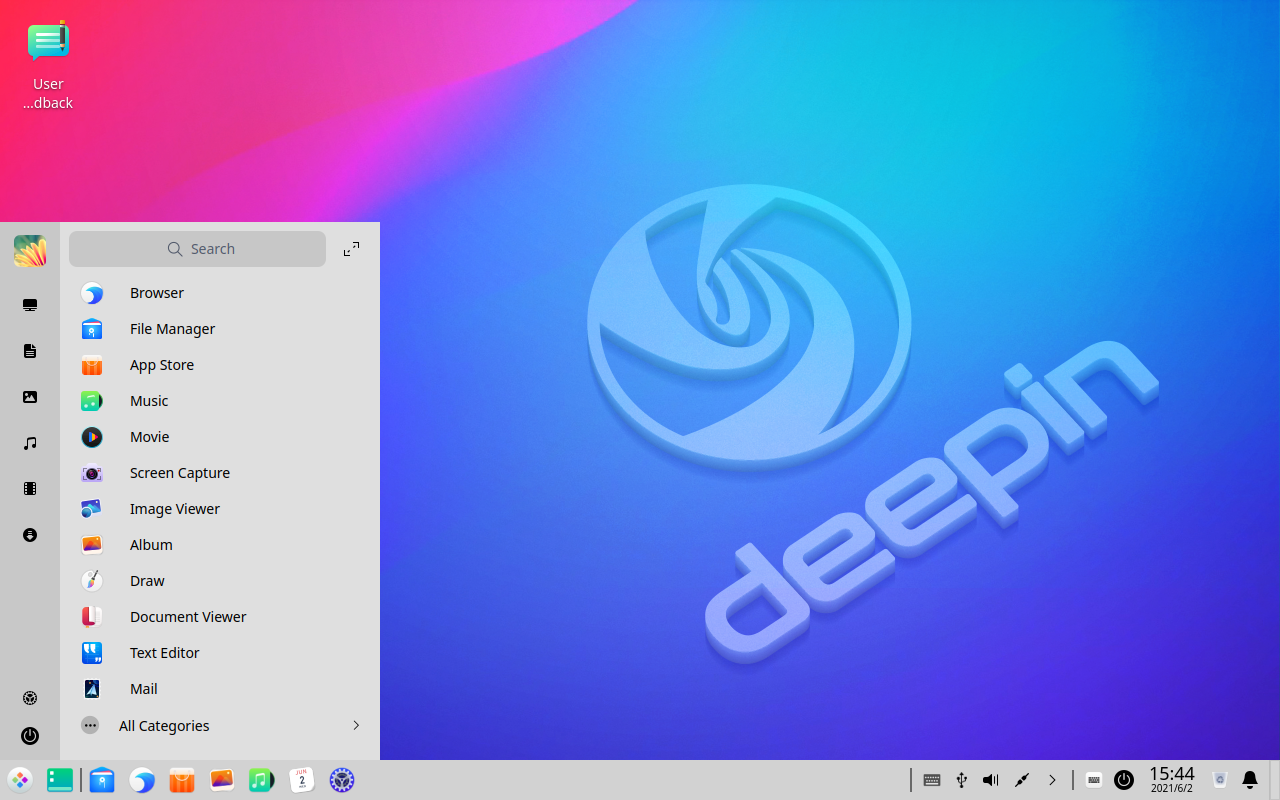 User
...dback
deepin
Search
Browser
File Manager
App Store
Music
Movie
Screen Capture
Image Viewer
Album
Draw
Document Viewer
Text Editor
Mail
All Categories
JUN
2
15:44
2021/6/2